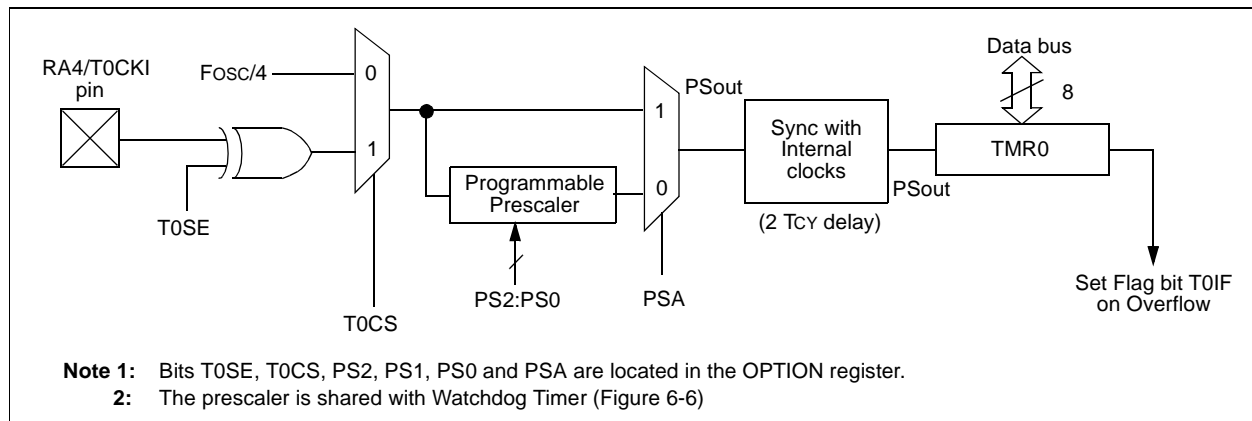 Data bus
RA4/T0CKI
pin
FOSC/4
0
1
T0SE
T0CS
Programmable
Prescaler
PS2:PS0
1
0
PSA
PSout
Sync with
Internal
clocks
(2 TCY delay)
PSout
8
TMR0
Set Flag bit T0IF
on Overflow
Note 1: Bits T0SE, T0CS, PS2, PS1, PS0 and PSA are located in the OPTION register.
2: The prescaler is shared with Watchdog Timer (Figure 6-6)